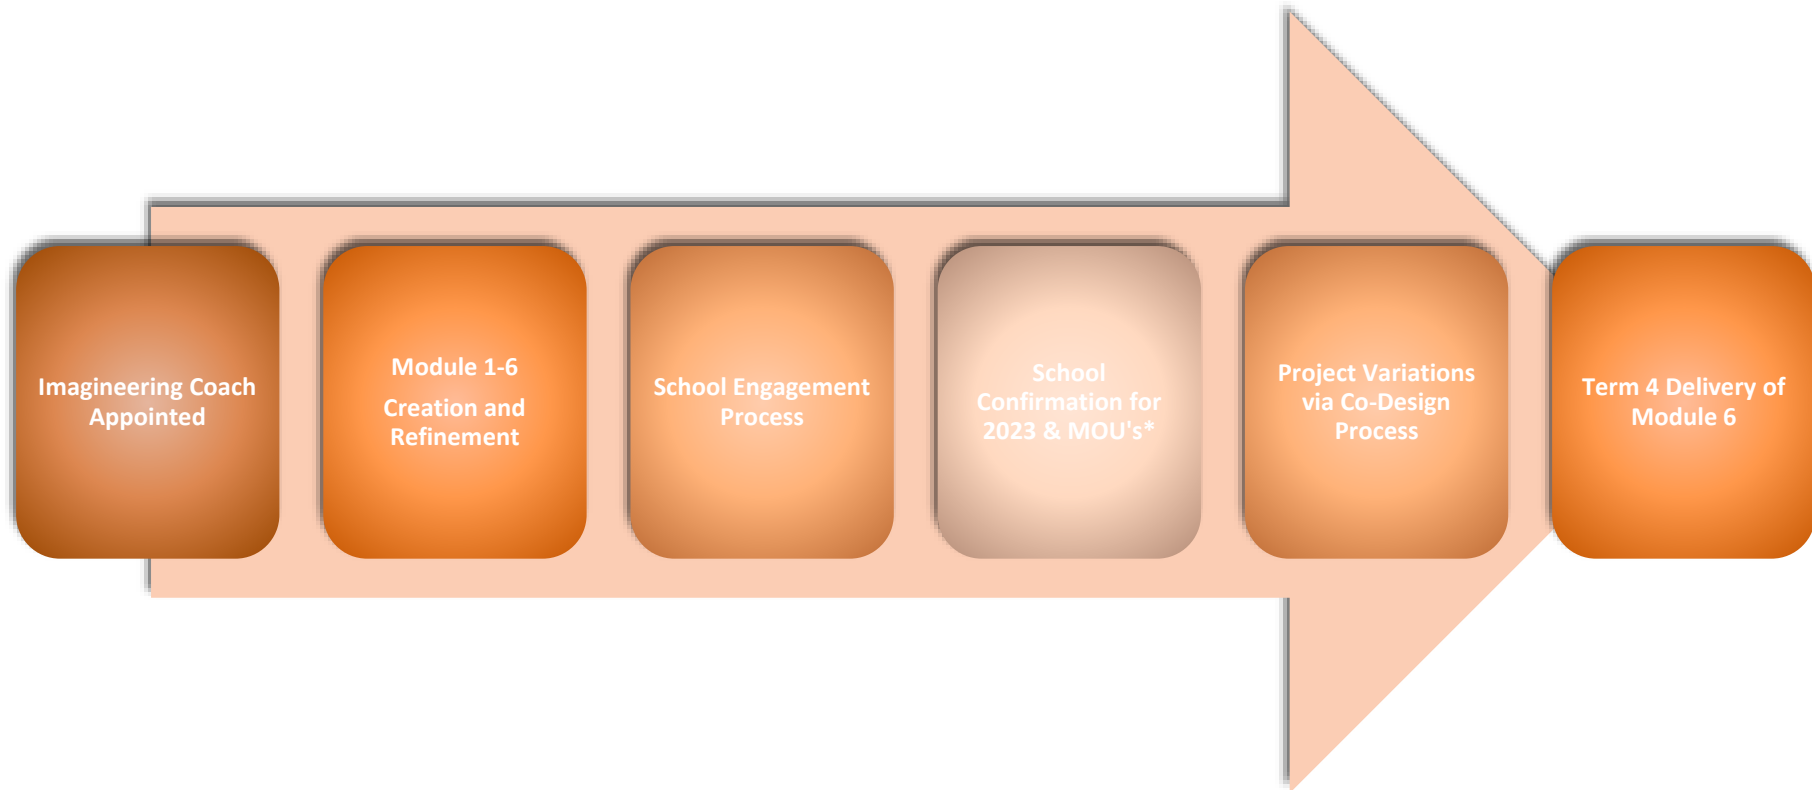 Imagineering Coach
Appointed
Module 1-6
Creation and
Refinement
School Engagement
Process
School
Confirmation for
2023 & MOU's*
Project Variations
via Co-Design
Process
Term 4 Delivery of
Module 6